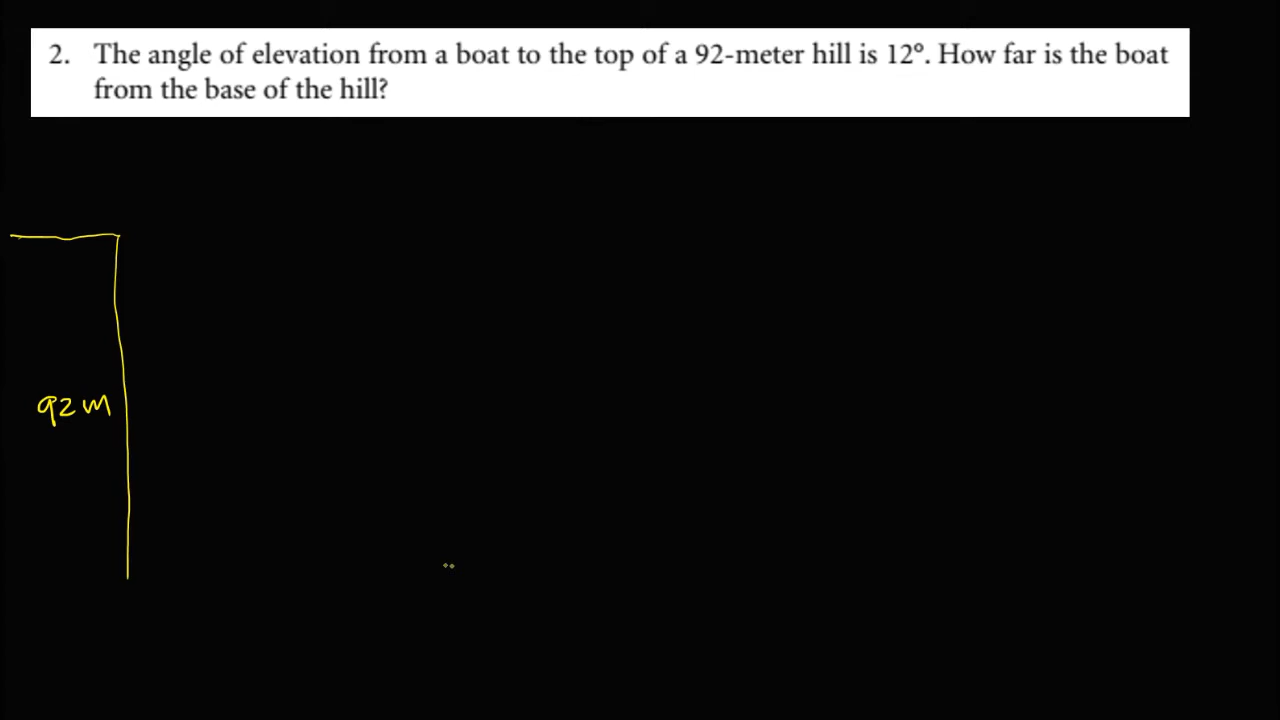 2. The angle of elevation from a boat to the top of a 92-meter hill is 12°. How far is the boat
from the base of the hill?
92 m